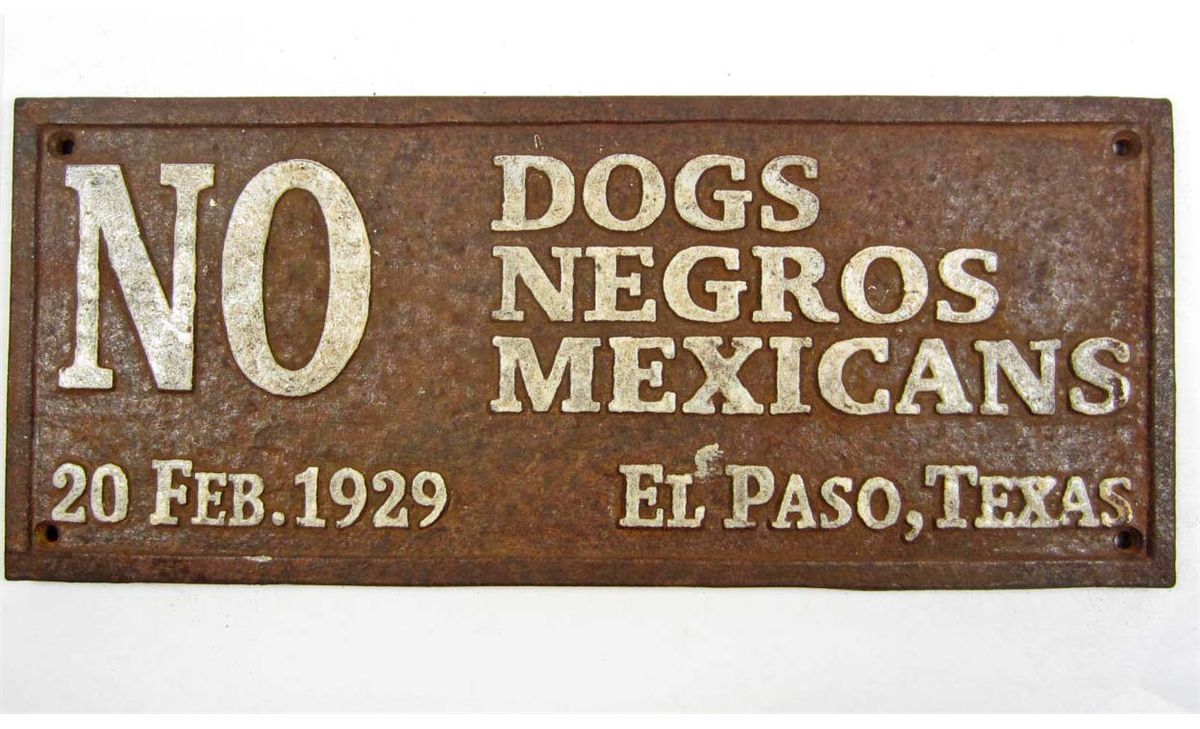 NO
DOGS
NEGROS
MEXICANS
20 FEB. 1929
EL PASO, TEXAS